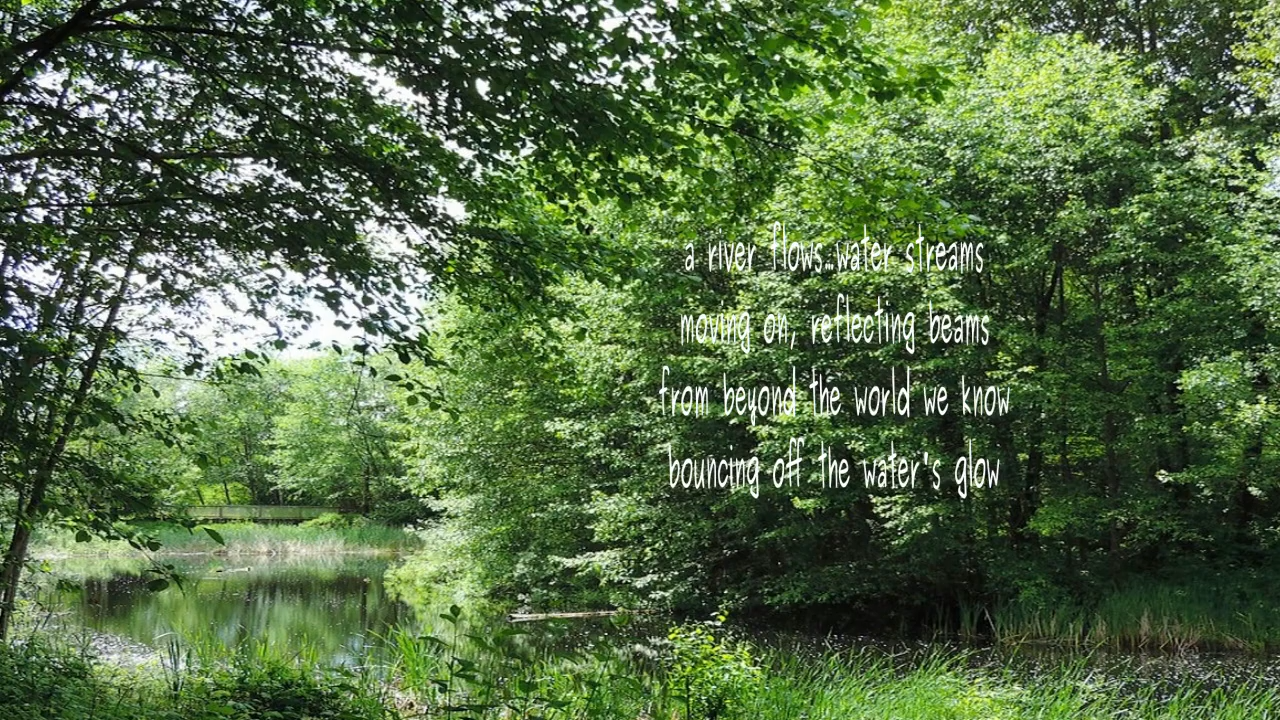 a river flows...water streams
moving on, reflecting beams
from beyond the world we know
bouncing off the water's glow